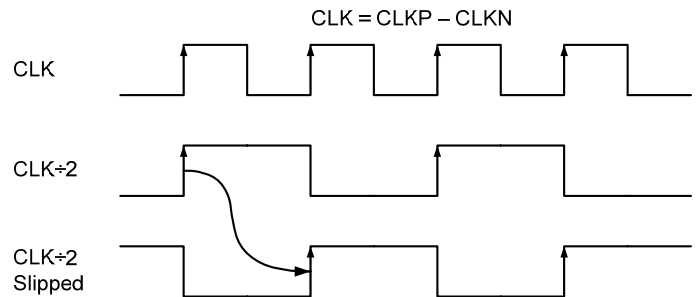 CLK = CLKP – CLKN
CLK
CLK÷2
CLK÷2
Slipped